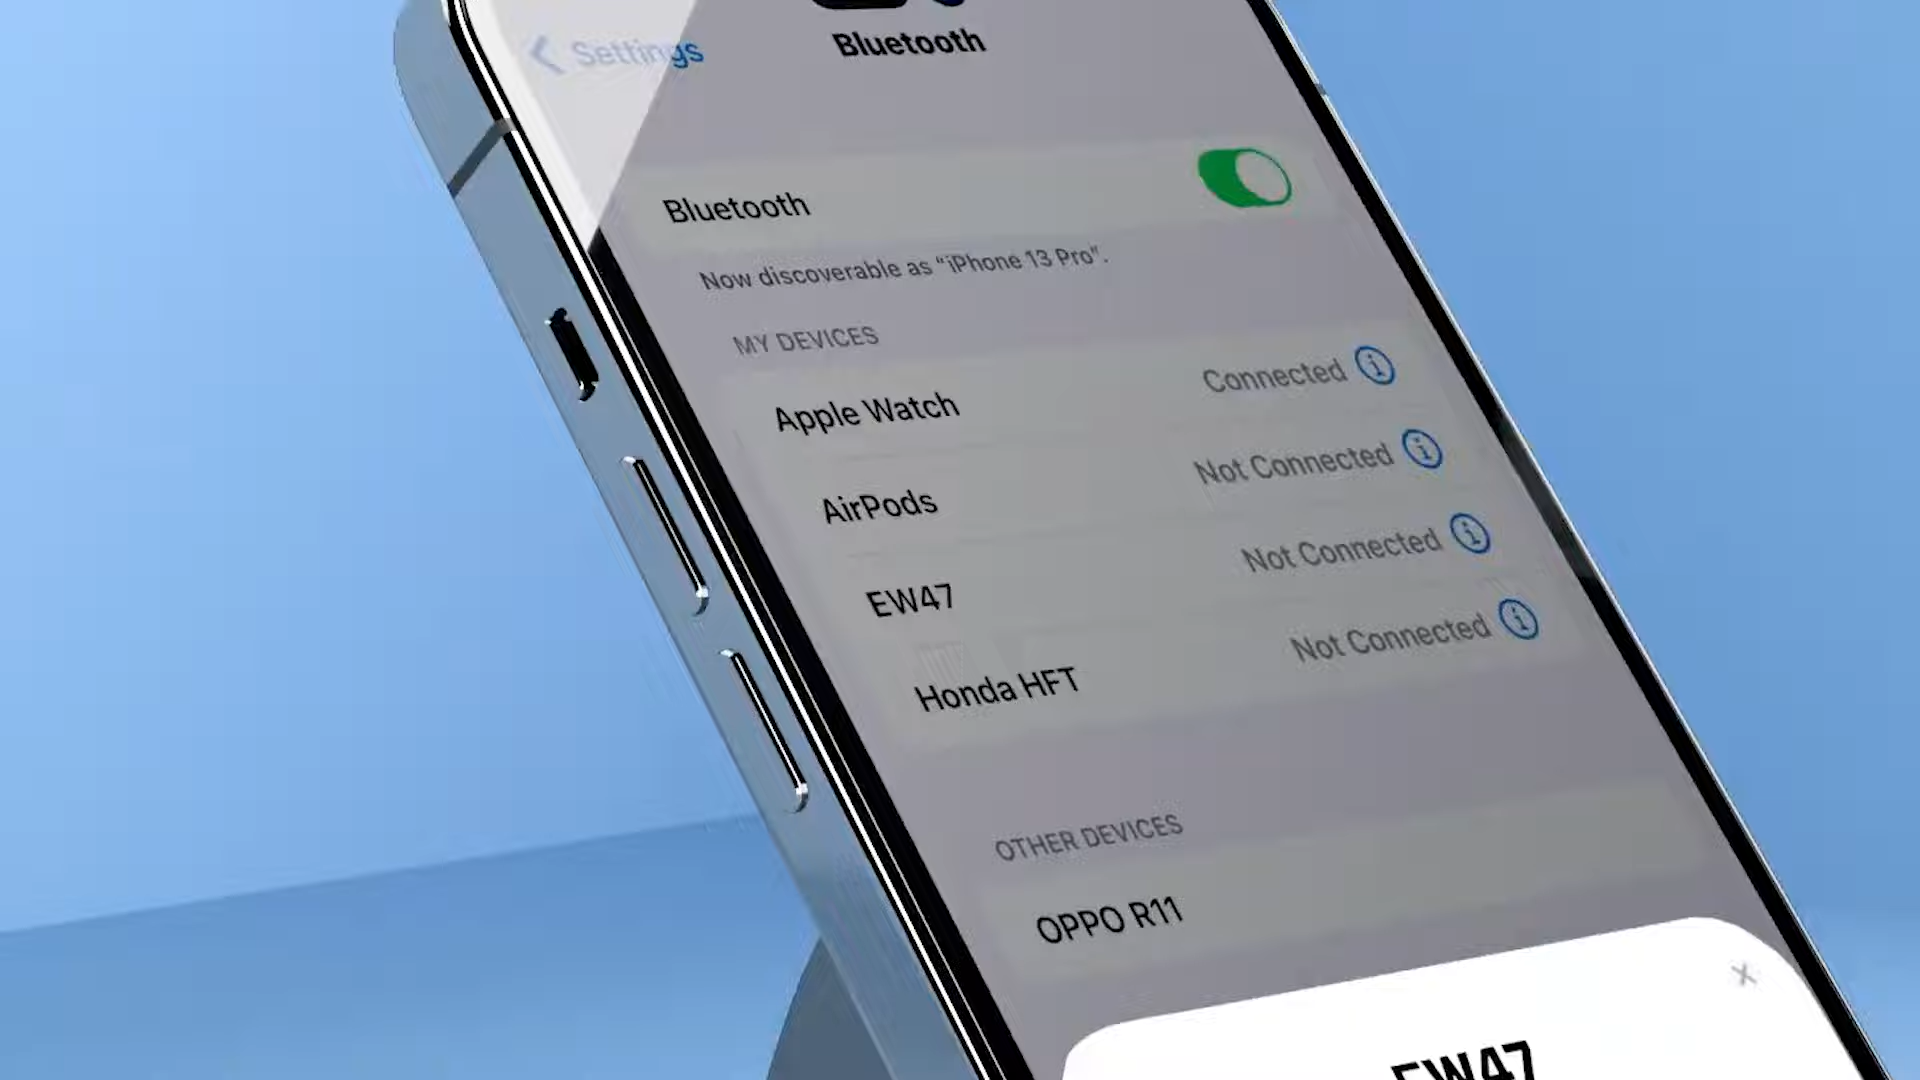 Settings
Bluetooth
Bluetooth
Now discoverable as “iPhone 13 Pro”.
MY DEVICES
Apple Watch Connected
AirPods Not Connected
EW47 Not Connected
Honda HFT Not Connected
OTHER DEVICES
OPPO R11
EW47